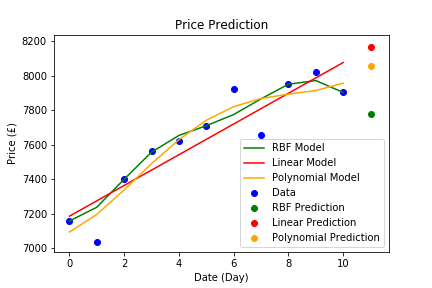 Price Prediction
8200
8000
7800
7600
7400
7200
7000
Price (£)
0 2 4 6 8 10
Date (Day)
RBF Model
Linear Model
Polynomial Model
Data
RBF Prediction
Linear Prediction
Polynomial Prediction